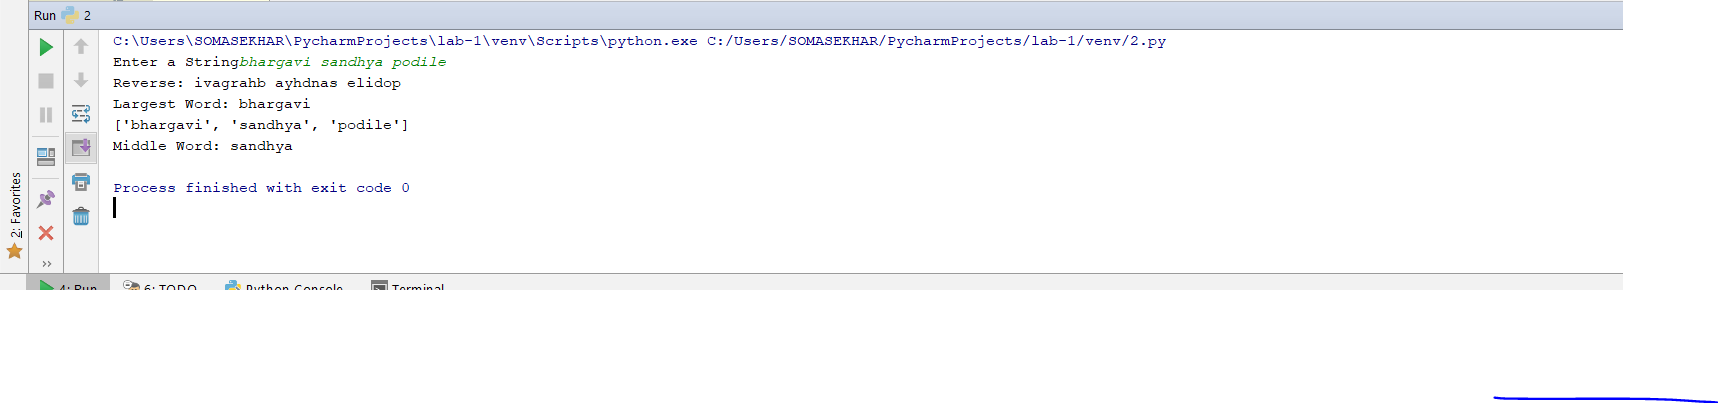 Run 2
C:\Users\SOMASEKHAR\PycharmProjects\lab-1\venv\Scripts\python.exe C:/Users/SOMASEKHAR/PycharmProjects/lab-1/venv/2.py
Enter a Stringbhargavi sandhya podile
Reverse: ivagrahb ayhdnas elidop
Largest Word: bhargavi
['bhargavi', 'sandhya', 'podile']
Middle Word: sandhya
Process finished with exit code 0
2: Favorites
4: Run 6: TODO Python Console Terminal